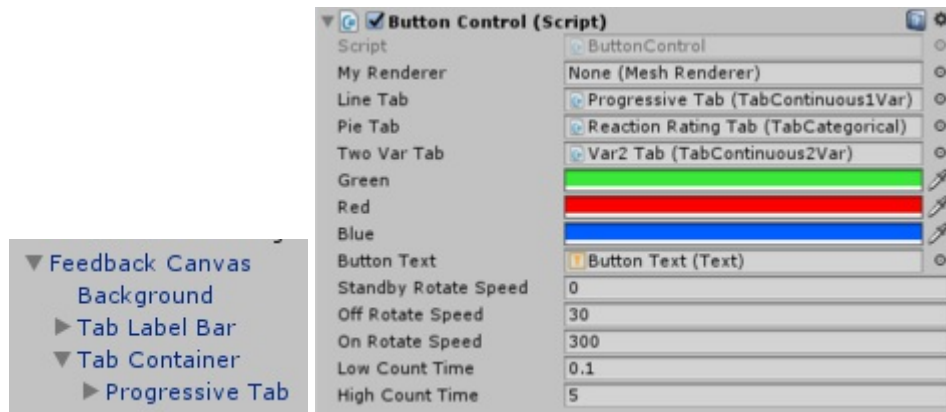 Button Control (Script)
Script ButtonControl
My Renderer None (Mesh Renderer)
Line Tab Progressive Tab (TabContinuous1Var)
Pie Tab Reaction Rating Tab (TabCategorical)
Two Var Tab Var2 Tab (TabContinuous2Var)
Green
Red
Blue
Button Text Button Text (Text)
Standby Rotate Speed 0
Off Rotate Speed 30
On Rotate Speed 300
Low Count Time 0.1
High Count Time 5
Feedback Canvas
Background
Tab Label Bar
Tab Container
Progressive Tab